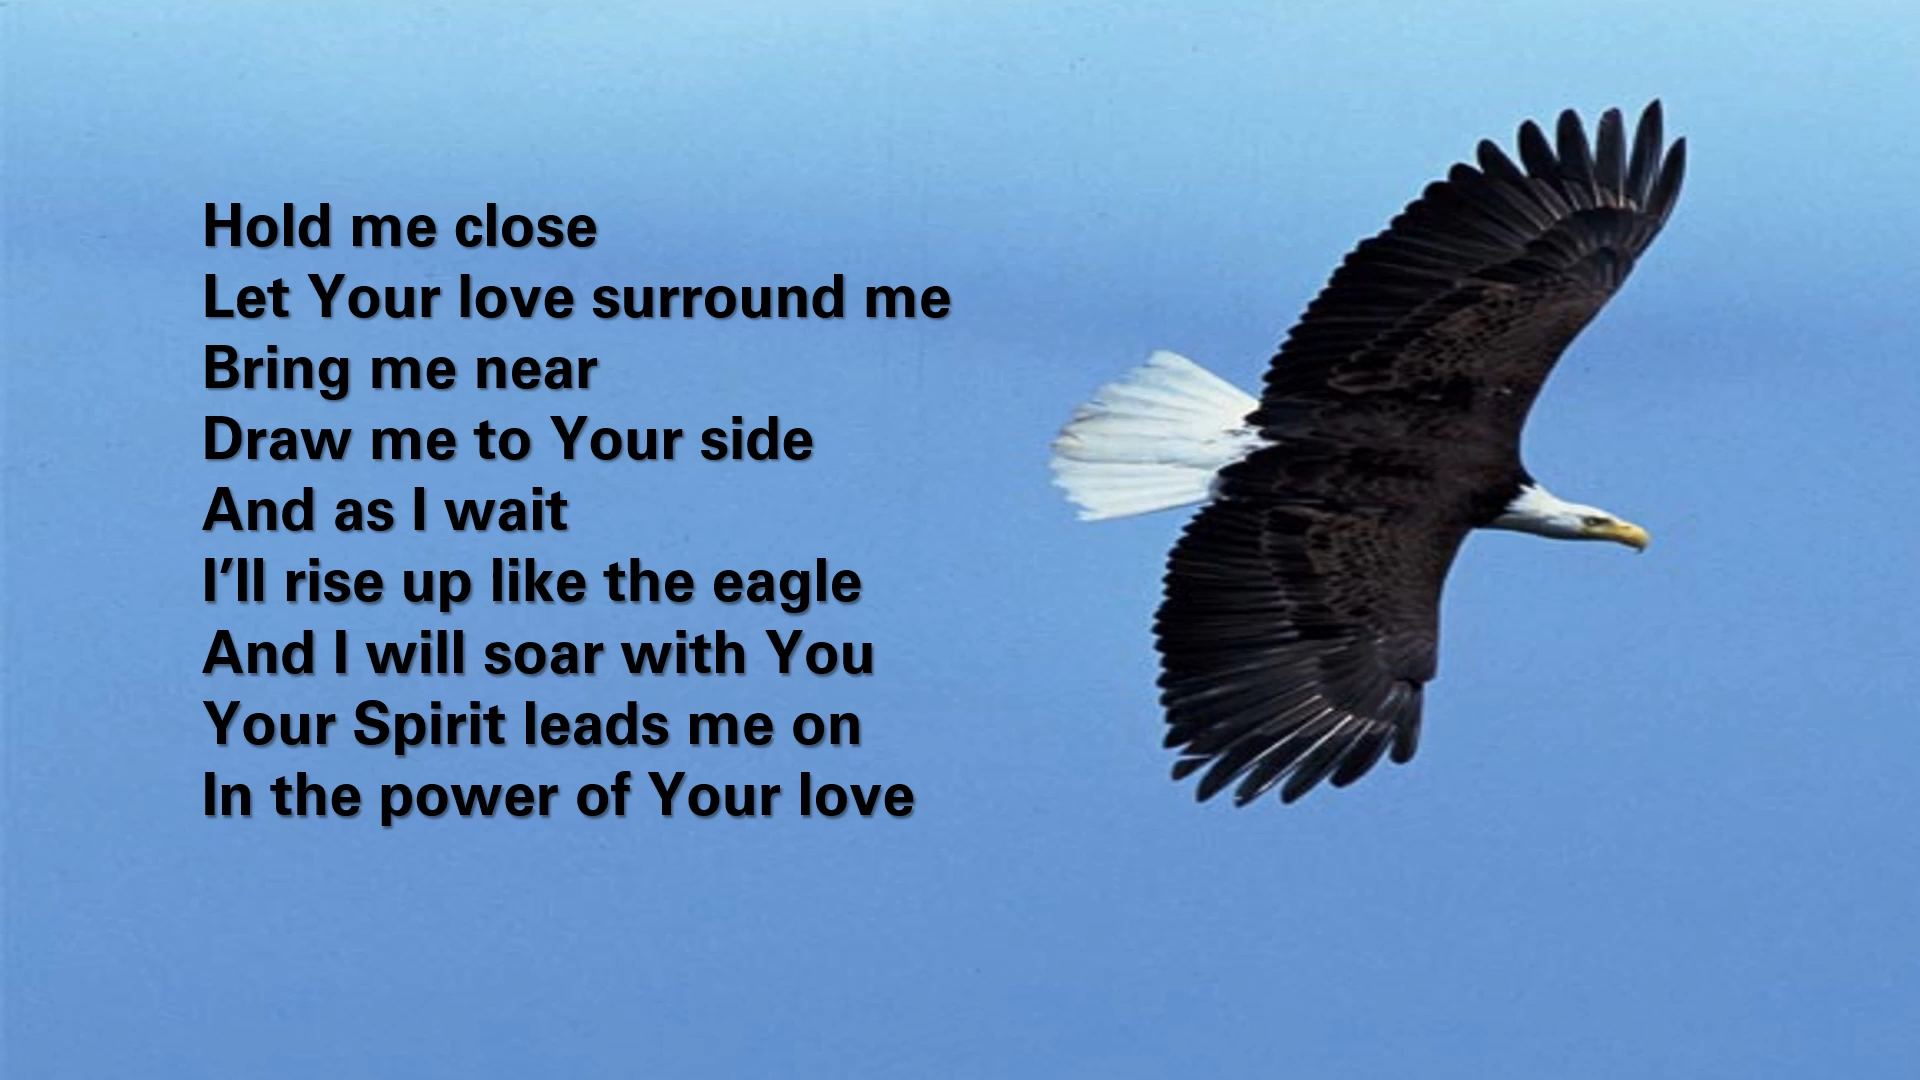 Hold me close
Let Your love surround me
Bring me near
Draw me to Your side
And as I wait
I’ll rise up like the eagle
And I will soar with You
Your Spirit leads me on
In the power of Your love